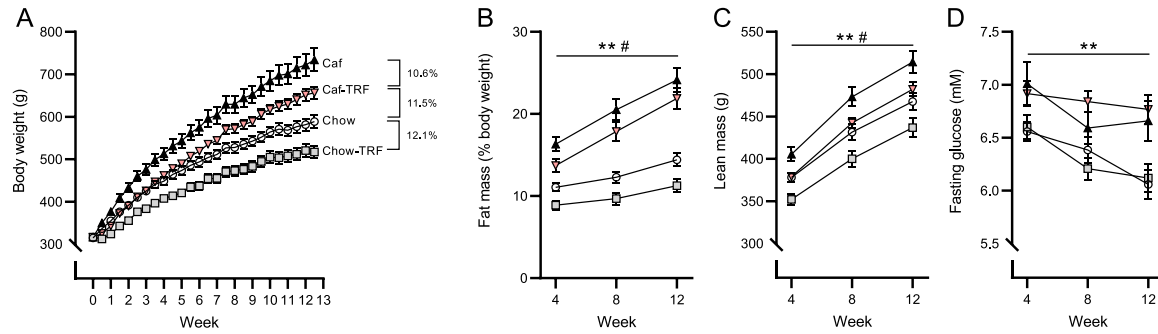 A
Body weight (g)
800
700
600
500
400
300
0 1 2 3 4 5 6 7 8 9 10 11 12 13
Week
Caf
Caf-TRF
Chow
Chow-TRF
10.6%
11.5%
12.1%
B
Fat mass (% body weight)
30
20
10
0
** #
4 8 12
Week
C
Lean mass (g)
550
500
450
400
350
300
** #
4 8 12
Week
D
Fasting glucose (mM)
7.5
7.0
6.5
6.0
5.5
**
4 8 12
Week